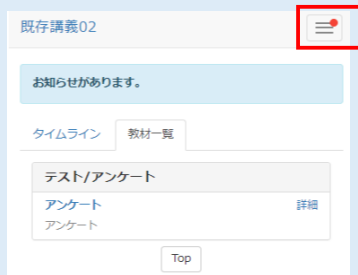 既存講義02
お知らせがあります。
タイムライン 教材一覧
テスト/アンケート
アンケート 詳細
アンケート
Top